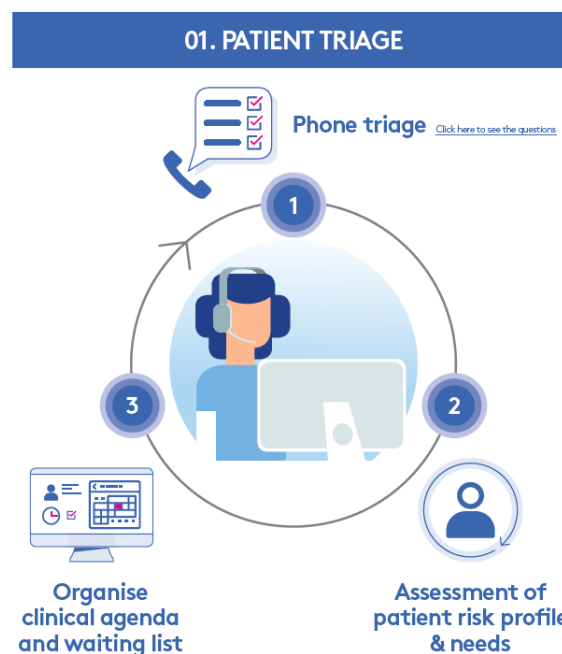 01. PATIENT TRIAGE
Phone triage Click here to see the questions
1
2
3
Assessment of
patient risk profile
& needs
Organise
clinical agenda
and waiting list